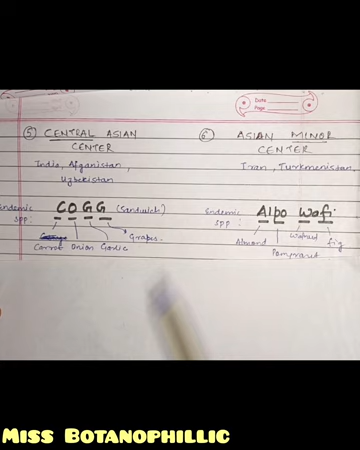 Date:
Page:
⑤ CENTRAL ASIAN CENTER
India, Afganistan, Uzbekistan
Endemic spp: COGG (Sandwich)
Carrot Onion Garlic Grapes.
⑥ ASIAN MINOR CENTER
Iran, Turkmenistan.
Endemic spp: Alpo Wafi.
Almond Walnut fig
MISS BOTANOPHILLIC